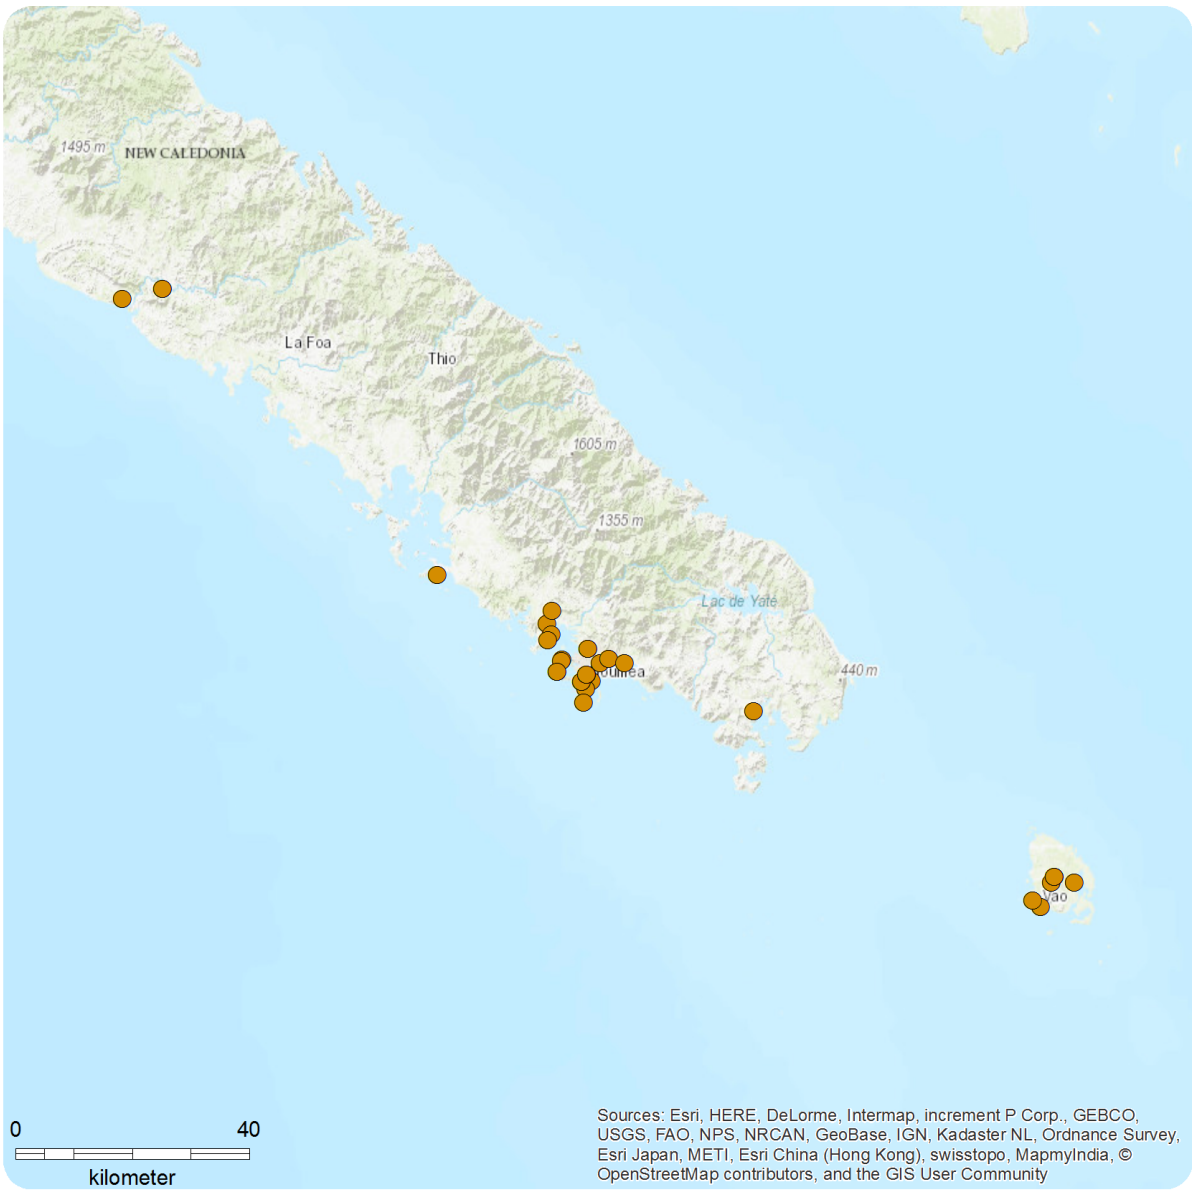 1495 m
NEW CALEDONIA
La Foa
Thio
1605 m
1355 m
Lac de Yate
440 m
Vao
0 40
kilometer
Sources: Esri, HERE, DeLorme, Intermap, increment P Corp., GEBCO,
USGS, FAO, NPS, NRCAN, GeoBase, IGN, Kadaster NL, Ordnance Survey,
Esri Japan, METI, Esri China (Hong Kong), swisstopo, MapmyIndia, ©
OpenStreetMap contributors, and the GIS User Community